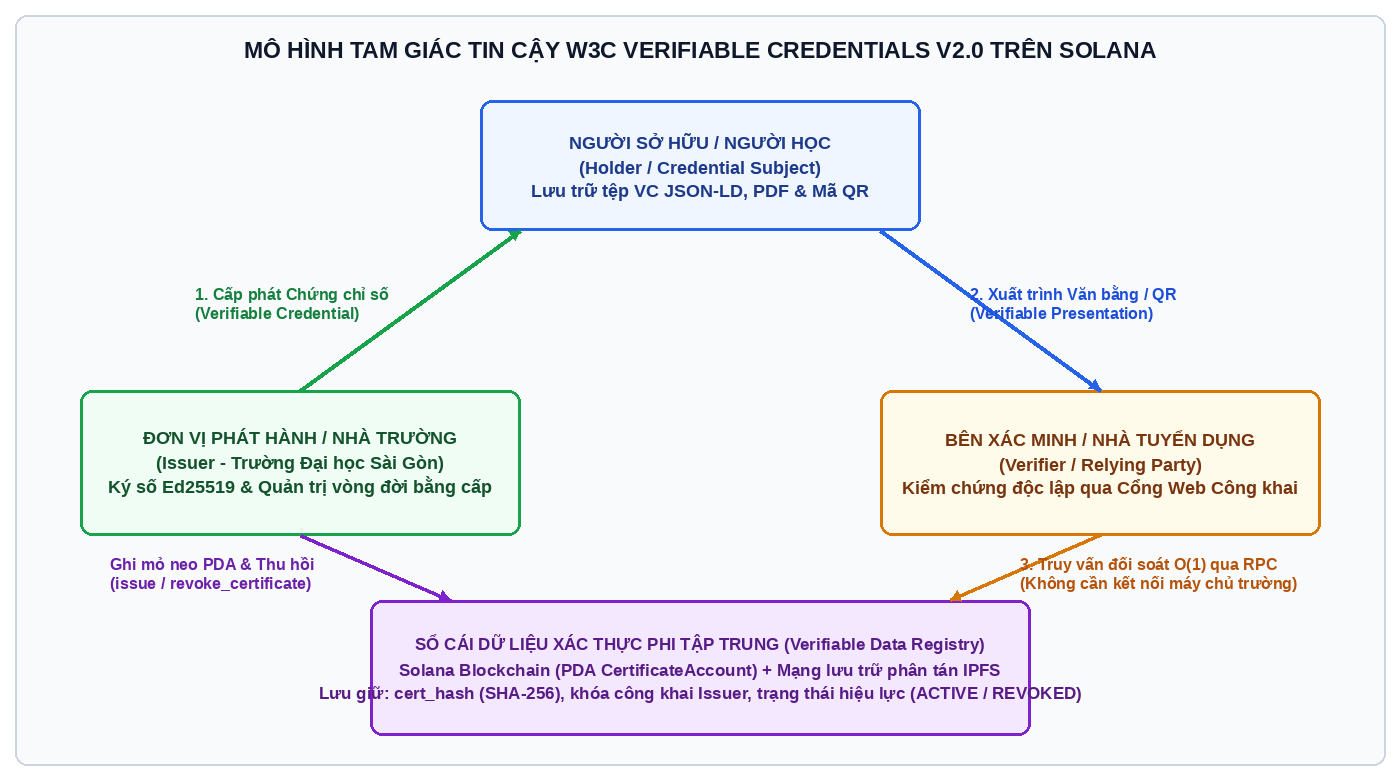 MÔ HÌNH TAM GIÁC TIN CẬY W3C VERIFIABLE CREDENTIALS V2.0 TRÊN SOLANA
NGƯỜI SỞ HỮU / NGƯỜI HỌC
(Holder / Credential Subject)
Lưu trữ tệp VC JSON-LD, PDF & Mã QR
1. Cấp phát Chứng chỉ số
(Verifiable Credential)
2. Xuất trình Văn bằng / QR
(Verifiable Presentation)
ĐƠN VỊ PHÁT HÀNH / NHÀ TRƯỜNG
(Issuer - Trường Đại học Sài Gòn)
Ký số Ed25519 & Quản trị vòng đời bằng cấp
BÊN XÁC MINH / NHÀ TUYỂN DỤNG
(Verifier / Relying Party)
Kiểm chứng độc lập qua Cổng Web Công khai
Ghi mỏ neo PDA & Thu hồi
(issue / revoke_certificate)
3. Truy vấn đối soát O(1) qua RPC
(Không cần kết nối máy chủ trường)
SỔ CÁI DỮ LIỆU XÁC THỰC PHI TẬP TRUNG (Verifiable Data Registry)
Solana Blockchain (PDA CertificateAccount) + Mạng lưu trữ phân tán IPFS
Lưu giữ: cert_hash (SHA-256), khóa công khai Issuer, trạng thái hiệu lực (ACTIVE / REVOKED)